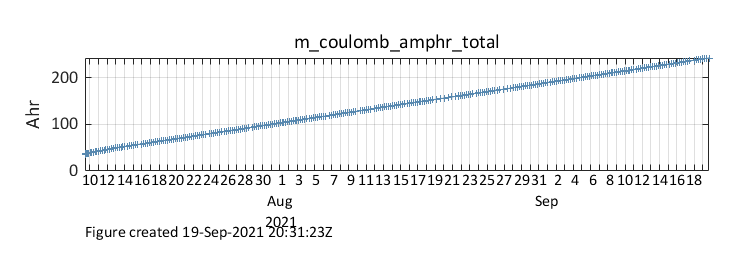 m_coulomb_amphr_total
200
100
0
Ahr
10 12 14 16 18 20 22 24 26 28 30 1 3 5 7 9 11 13 15 17 19 21 23 25 27 29 31 2 4 6 8 10 12 14 16 18
Aug Sep
2021
Figure created 19-Sep-2021 20:31:23Z